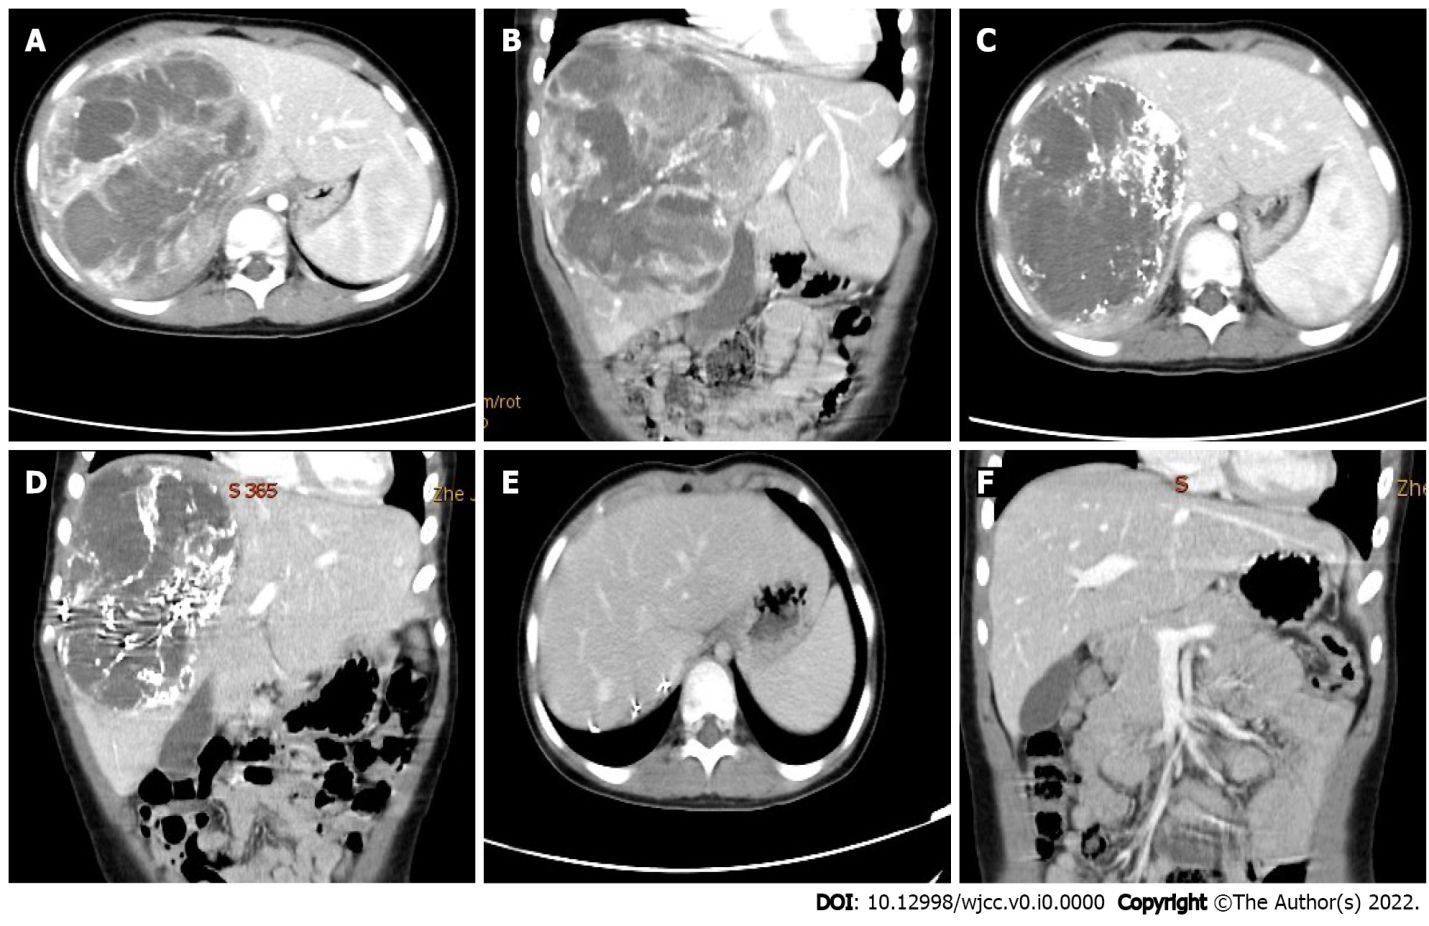 A
B
C
m/rot
D
S 365
Zhe J
E
F
S
Zhe
DOI: 10.12998/wjcc.v0.i0.0000 Copyright ©The Author(s) 2022.